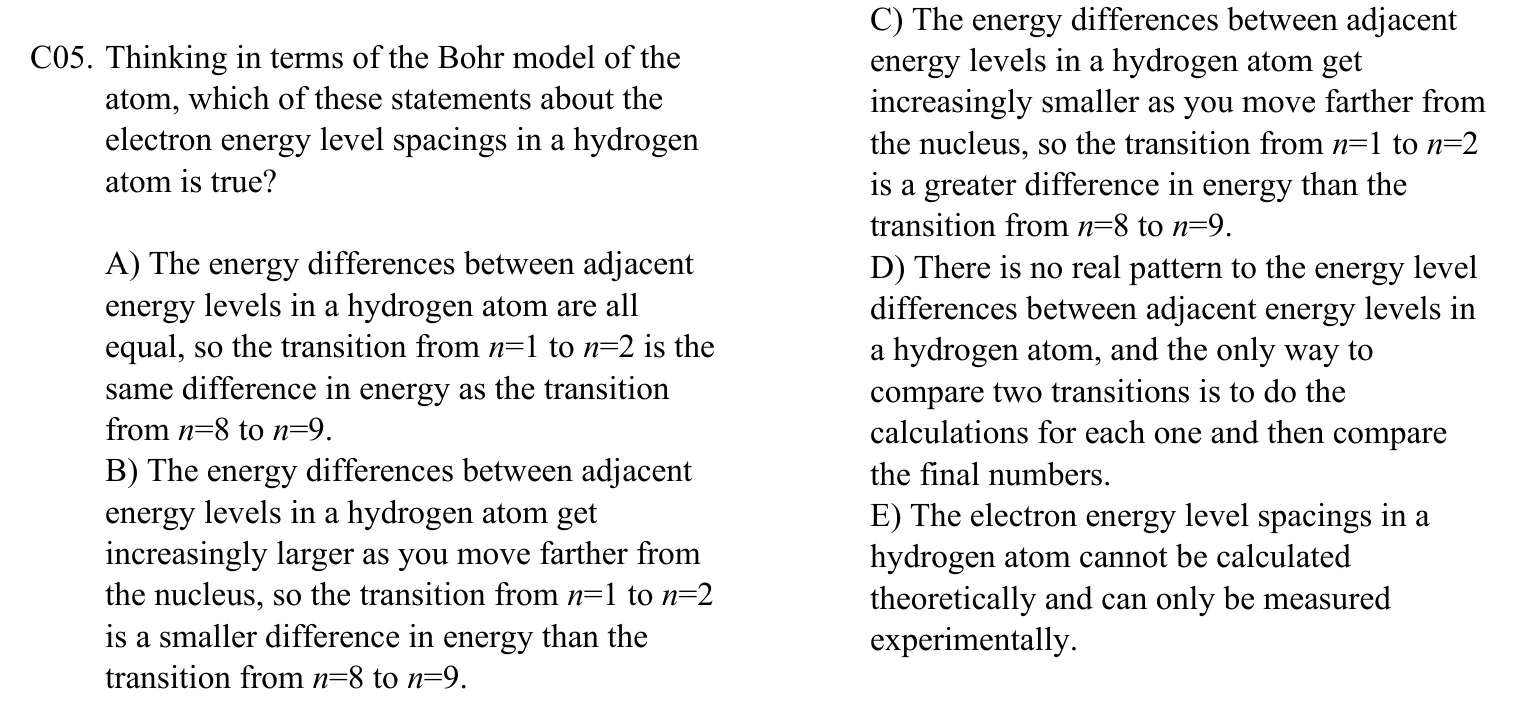 C05. Thinking in terms of the Bohr model of the
atom, which of these statements about the
electron energy level spacings in a hydrogen
atom is true?
A) The energy differences between adjacent
energy levels in a hydrogen atom are all
equal, so the transition from n=1 to n=2 is the
same difference in energy as the transition
from n=8 to n=9.
B) The energy differences between adjacent
energy levels in a hydrogen atom get
increasingly larger as you move farther from
the nucleus, so the transition from n=1 to n=2
is a smaller difference in energy than the
transition from n=8 to n=9.
C) The energy differences between adjacent
energy levels in a hydrogen atom get
increasingly smaller as you move farther from
the nucleus, so the transition from n=1 to n=2
is a greater difference in energy than the
transition from n=8 to n=9.
D) There is no real pattern to the energy level
differences between adjacent energy levels in
a hydrogen atom, and the only way to
compare two transitions is to do the
calculations for each one and then compare
the final numbers.
E) The electron energy level spacings in a
hydrogen atom cannot be calculated
theoretically and can only be measured
experimentally.